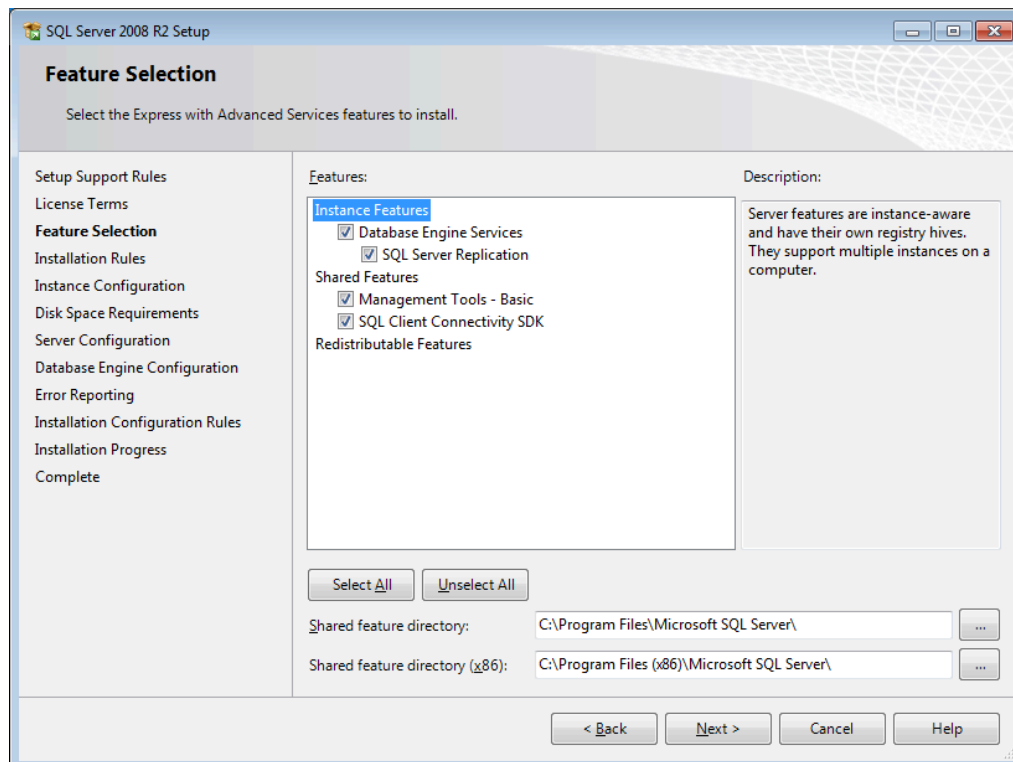 SQL Server 2008 R2 Setup
Feature Selection
Select the Express with Advanced Services features to install.
Setup Support Rules
License Terms
Feature Selection
Installation Rules
Instance Configuration
Disk Space Requirements
Server Configuration
Database Engine Configuration
Error Reporting
Installation Configuration Rules
Installation Progress
Complete
Features:
Instance Features
Database Engine Services
SQL Server Replication
Shared Features
Management Tools - Basic
SQL Client Connectivity SDK
Redistributable Features
Description:
Server features are instance-aware
and have their own registry hives.
They support multiple instances on a
computer.
Select All
Unselect All
Shared feature directory:
C:\Program Files\Microsoft SQL Server\
...
Shared feature directory (x86):
C:\Program Files (x86)\Microsoft SQL Server\
...
< Back
Next >
Cancel
Help